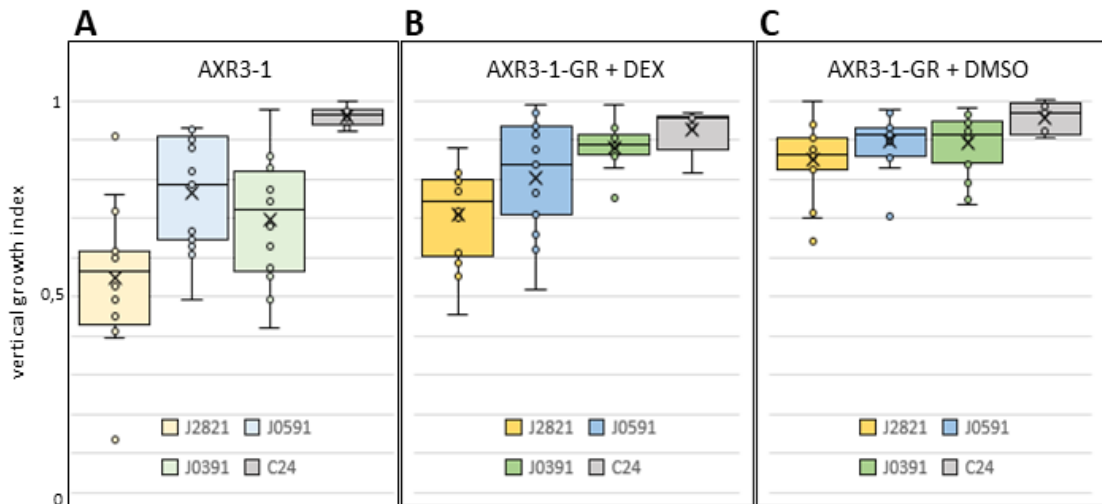 A
B
C
AXR3-1
AXR3-1-GR + DEX
AXR3-1-GR + DMSO
vertical growth index
1
0,5
0
J2821 J0591
J0391 C24
J2821 J0591
J0391 C24
J2821 J0591
J0391 C24